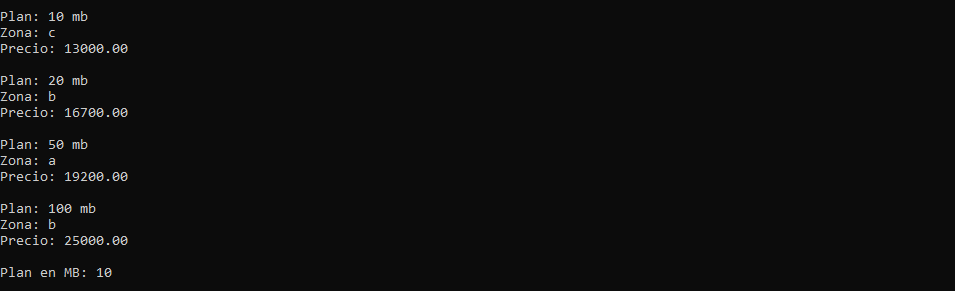 Plan: 10 mb
Zona: c
Precio: 13000.00
Plan: 20 mb
Zona: b
Precio: 16700.00
Plan: 50 mb
Zona: a
Precio: 19200.00
Plan: 100 mb
Zona: b
Precio: 25000.00
Plan en MB: 10